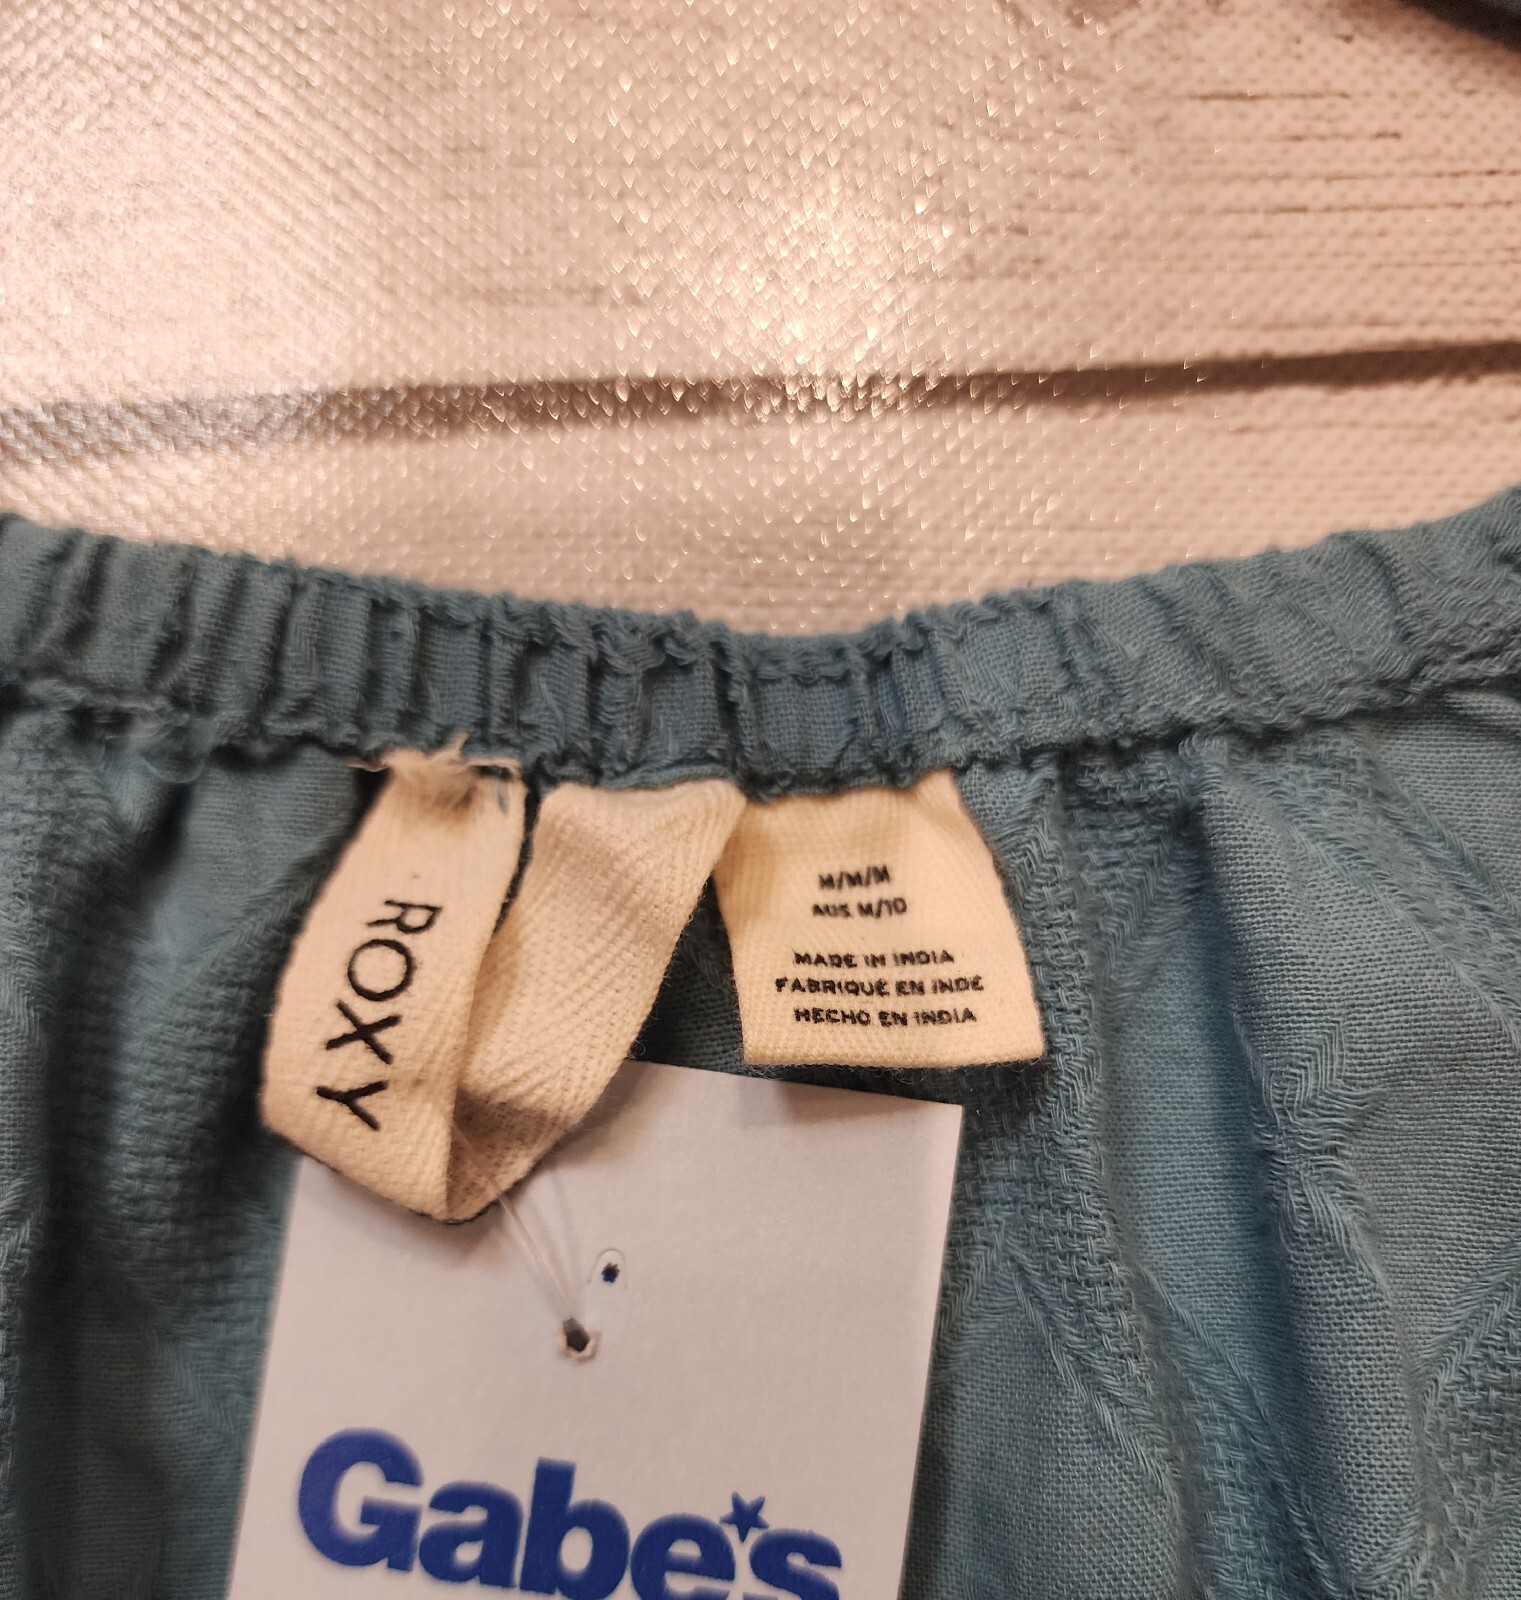 ROXY
M/M/M
AUS M/10
MADE IN INDIA
FABRIQUÉ EN INDE
HECHO EN INDIA
Gabe's